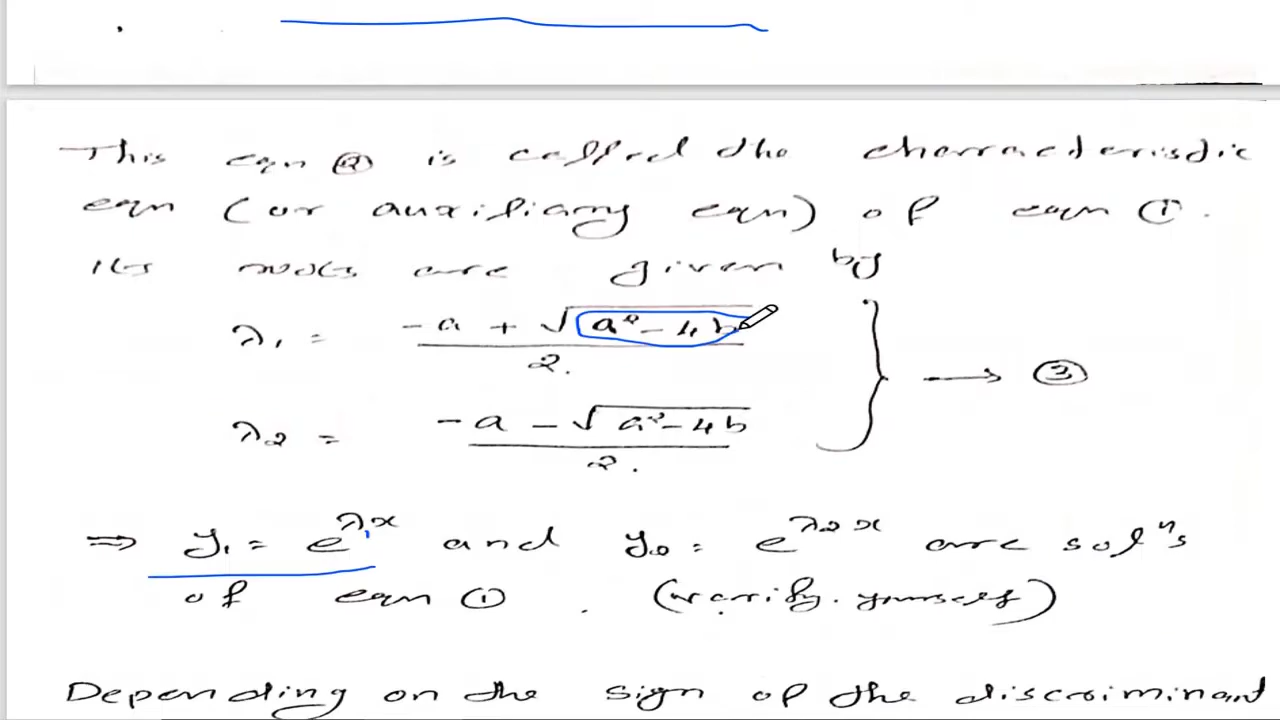 This eqn ② is called the characteristic
eqn (or auxiliary eqn) of eqn ①.
Its roots are given by
λ₁ = (-a + √(a² - 4b))/2.
λ₂ = (-a - √(a² - 4b))/2. } → ③
⇒ y₁ = e^(λ₁x) and y₂ = e^(λ₂x) are solⁿs
of eqn ①. (verify yourself)
Depending on the sign of the discriminant